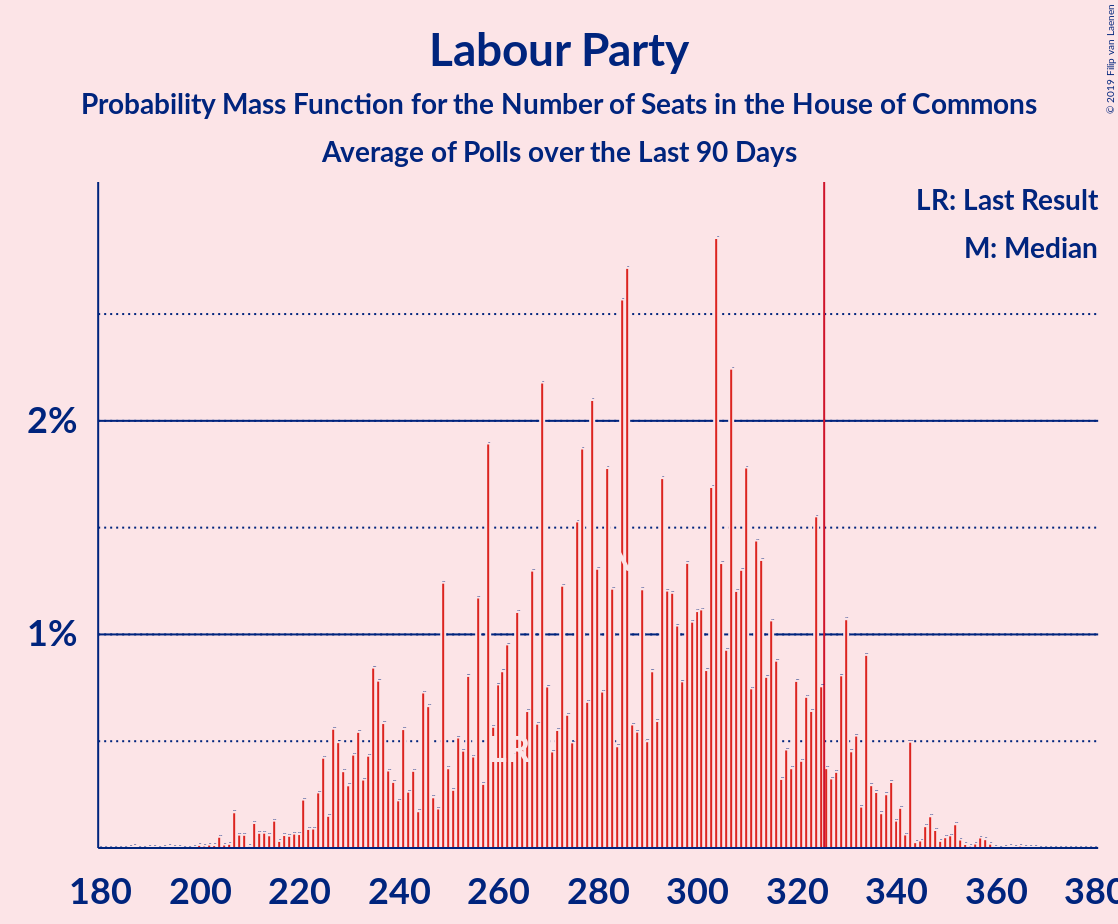 Labour Party
Probability Mass Function for the Number of Seats in the House of Commons
Average of Polls over the Last 90 Days
© 2019 Filip van Laenen
LR: Last Result
M: Median
2%
1%
LR
180 200 220 240 260 280 300 320 340 360 380